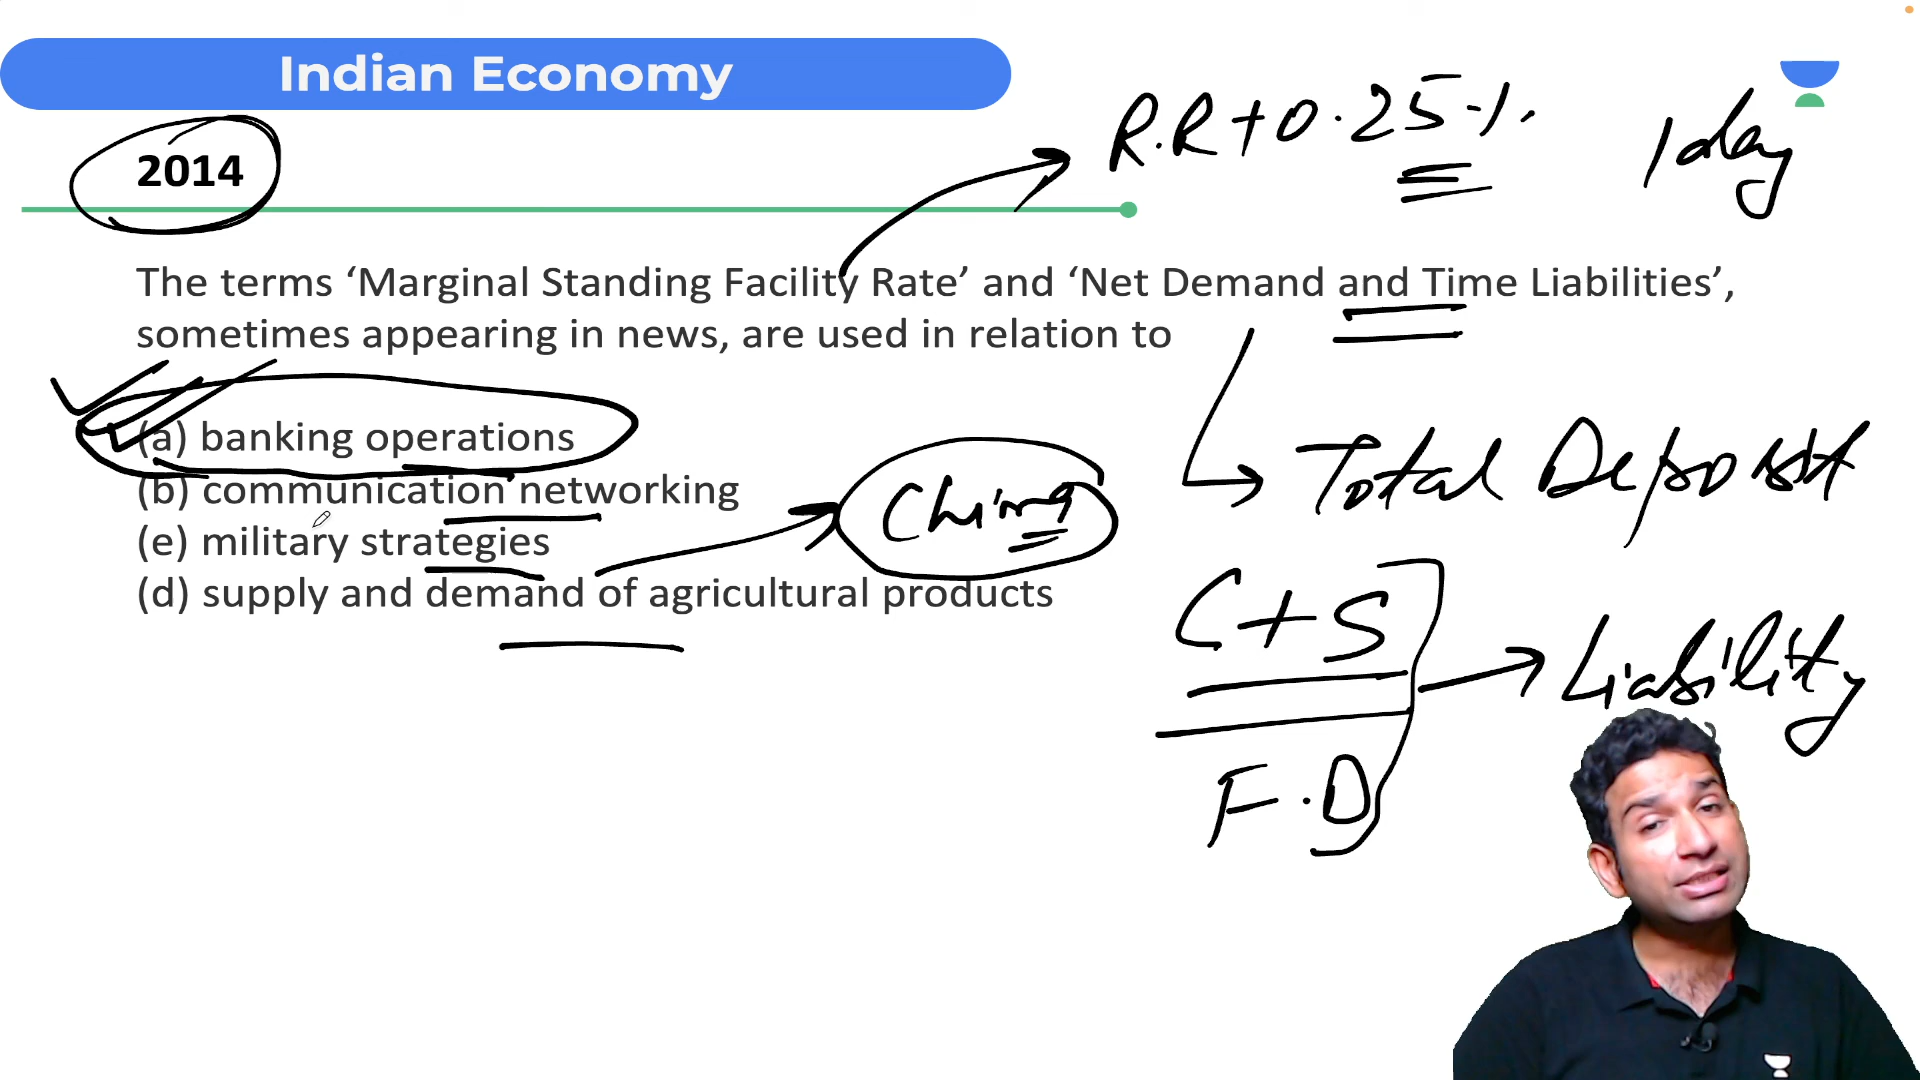 Indian Economy
2014
R.R + 0.25%.
1 day
The terms ‘Marginal Standing Facility Rate’ and ‘Net Demand and Time Liabilities’,
sometimes appearing in news, are used in relation to
(a) banking operations
(b) communication networking
(e) military strategies
(d) supply and demand of agricultural products
China
Total Deposit
C + S
F.D
Liability